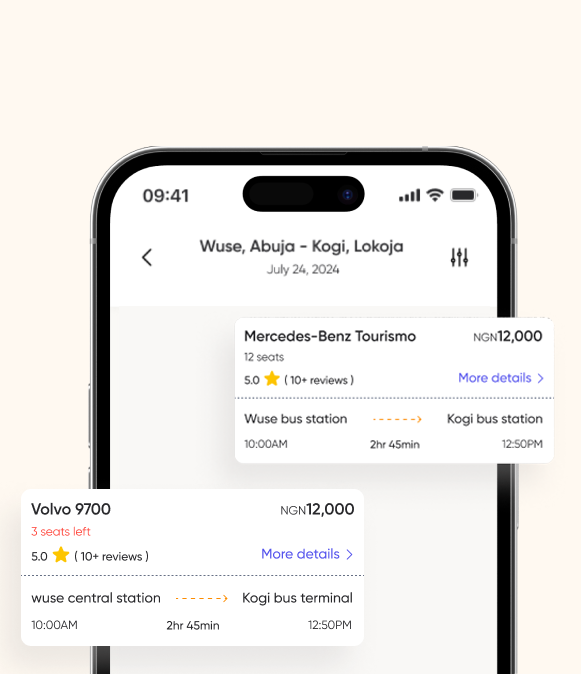 09:41
Wuse, Abuja - Kogi, Lokoja
July 24, 2024
Mercedes-Benz Tourismo NGN12,000
12 seats
5.0 ( 10+ reviews ) More details
Wuse bus station Kogi bus station
10:00AM 2hr 45min 12:50PM
Volvo 9700 NGN12,000
3 seats left
5.0 ( 10+ reviews ) More details
wuse central station Kogi bus terminal
10:00AM 2hr 45min 12:50PM